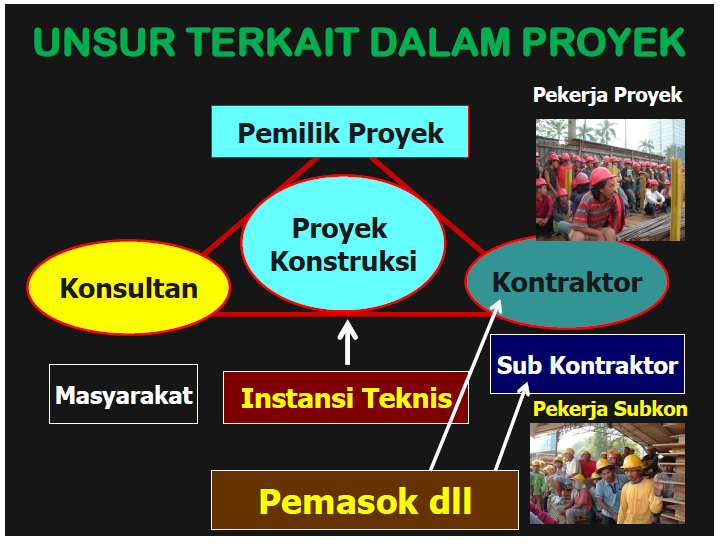 UNSUR TERKAIT DALAM PROYEK
Pekerja Proyek
Pemilik Proyek
Proyek
Konstruksi
Konsultan
Kontraktor
Sub Kontraktor
Masyarakat
Instansi Teknis
Pekerja Subkon
Pemasok dll